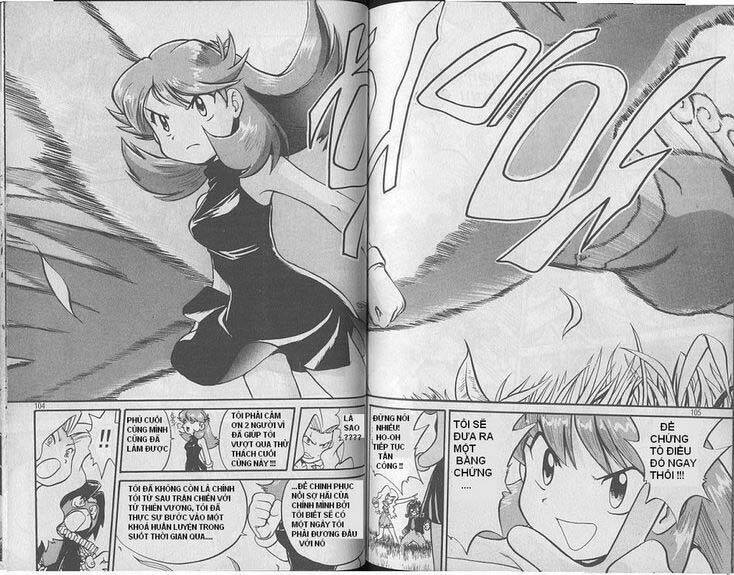 104
!!
PHÙ CUỐI
CÙNG MÌNH
CŨNG ĐÃ
LÀM ĐƯỢC
TÔI PHẢI CẢM
ƠN 2 NGƯỜI VÌ
ĐÃ GIÚP TÔI
VƯỢT QUA THỬ
THÁCH CUỐI
CÙNG NÀY !!!
LÀ
SAO
????
TÔI ĐÃ KHÔNG CÒN LÀ CHÍNH
TÔI TỪ SAU TRẬN CHIẾN VỚI
TỨ THIÊN VƯƠNG, TÔI ĐÃ
THỰC SỰ BƯỚC VÀO MỘT
KHOÁ HUẤN LUYỆN TRONG
SUỐT THỜI GIAN QUA....
...ĐỂ CHINH PHỤC
NỖI SỢ HÃI CỦA
CHÍNH MÌNH BỞI
TÔI BIẾT SẼ CÓ
MỘT NGÀY TÔI
PHẢI ĐƯƠNG ĐẦU
VỚI NÓ
105
ĐỪNG NÓI
NHIỀU!
HO-OH
TIẾP TỤC
TẤN
CÔNG !!
TÔI SẼ
ĐƯA RA
MỘT
BẰNG
CHỨNG
....
ĐỂ
CHỨNG
TỎ ĐIỀU
ĐÓ NGAY
THÔI !!!